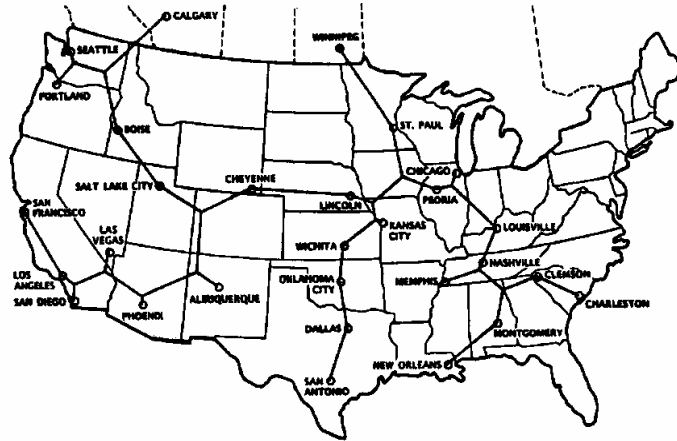 CALGARY
SEATTLE
WINNIPEG
PORTLAND
BOISE
ST. PAUL
CHICAGO
CHEYENNE
SALT LAKE CITY
LINCOLN
PEORIA
SAN
FRANCISCO
KANSAS
CITY
LOUISVILLE
LAS
VEGAS
WICHITA
NASHVILLE
LOS
ANGELES
OKLAHOMA
CITY
MEMPHIS
CLEMSON
SAN DIEGO
ALBUQUERQUE
CHARLESTON
PHOENIX
DALLAS
MONTGOMERY
NEW ORLEANS
SAN
ANTONIO